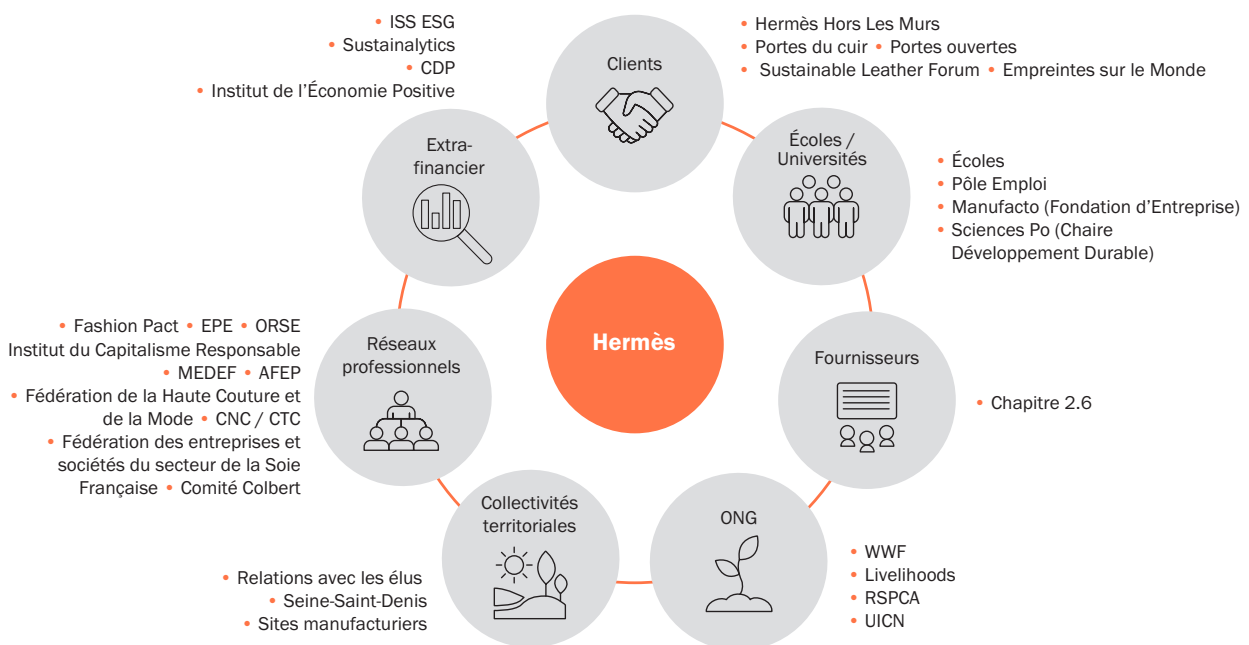 • ISS ESG
• Sustainalytics
• CDP
• Institut de l'Économie Positive
Clients
• Hermès Hors Les Murs
• Portes du cuir • Portes ouvertes
• Sustainable Leather Forum • Empreintes sur le Monde
Extra-
financier
Écoles /
Universités
• Écoles
• Pôle Emploi
• Manufacto (Fondation d'Entreprise)
• Sciences Po (Chaire
Développement Durable)
Hermès
• Fashion Pact • EPE • ORSE
Institut du Capitalisme Responsable
• MEDEF • AFEP
• Fédération de la Haute Couture et
de la Mode • CNC / CTC
• Fédération des entreprises et
sociétés du secteur de la Soie
Française • Comité Colbert
Réseaux
professionnels
Fournisseurs
• Chapitre 2.6
Collectivités
territoriales
• Relations avec les élus
• Seine-Saint-Denis
• Sites manufacturiers
ONG
• WWF
• Livelihoods
• RSPCA
• UICN